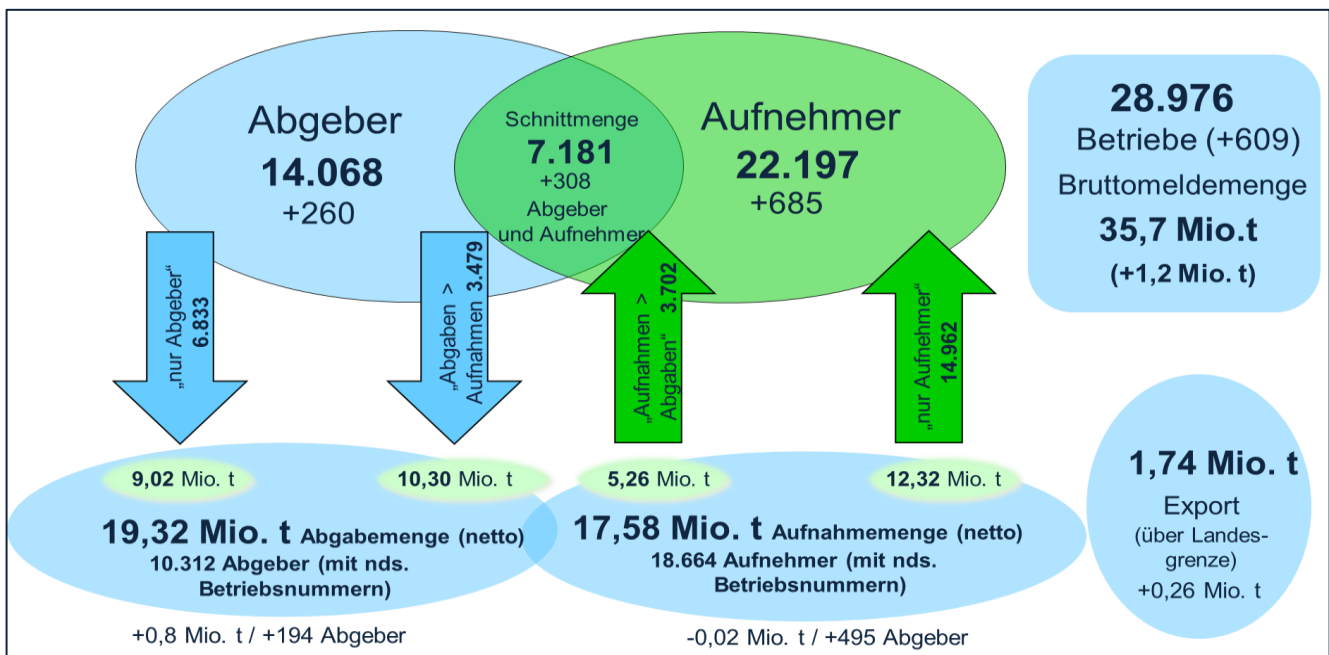 Abgeber
14.068
+260
Schnittmenge
7.181
+308
Abgeber
und Aufnehmer
Aufnehmer
22.197
+685
28.976
Betriebe (+609)
Bruttomeldemenge
35,7 Mio.t
(+1,2 Mio. t)
„nur Abgeber“
6.833
„Abgaben >
Aufnahmen 3.479
„Aufnahmen >
Abgaben“ 3.702
„nur Aufnehmer“
14.962
9,02 Mio. t
10,30 Mio. t
5,26 Mio. t
12,32 Mio. t
19,32 Mio. t Abgabemenge (netto)
10.312 Abgeber (mit nds.
Betriebsnummern)
17,58 Mio. t Aufnahmemenge (netto)
18.664 Aufnehmer (mit nds.
Betriebsnummern)
1,74 Mio. t
Export
(über Landes-
grenze)
+0,26 Mio. t
+0,8 Mio. t / +194 Abgeber
-0,02 Mio. t / +495 Abgeber